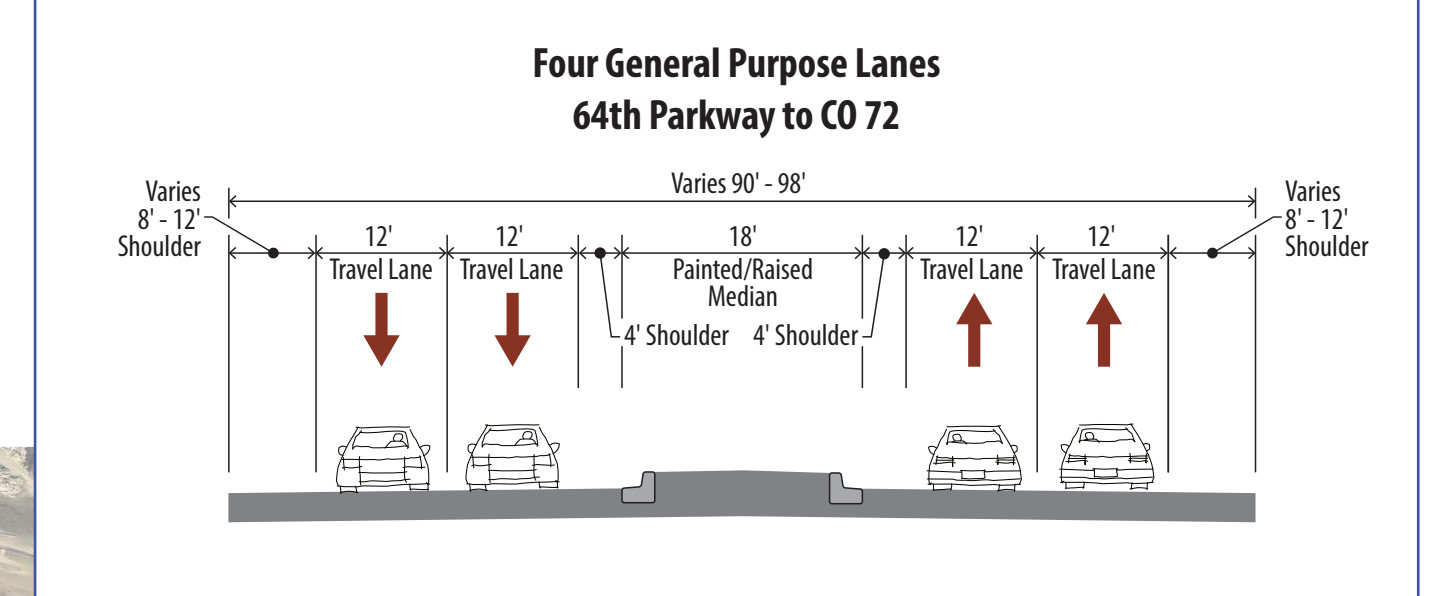 Four General Purpose Lanes
64th Parkway to CO 72
Varies 90' - 98'
Varies
8' - 12'
Shoulder
12'
Travel Lane
12'
Travel Lane
18'
Painted/Raised
Median
12'
Travel Lane
12'
Travel Lane
Varies
8' - 12'
Shoulder
4' Shoulder
4' Shoulder